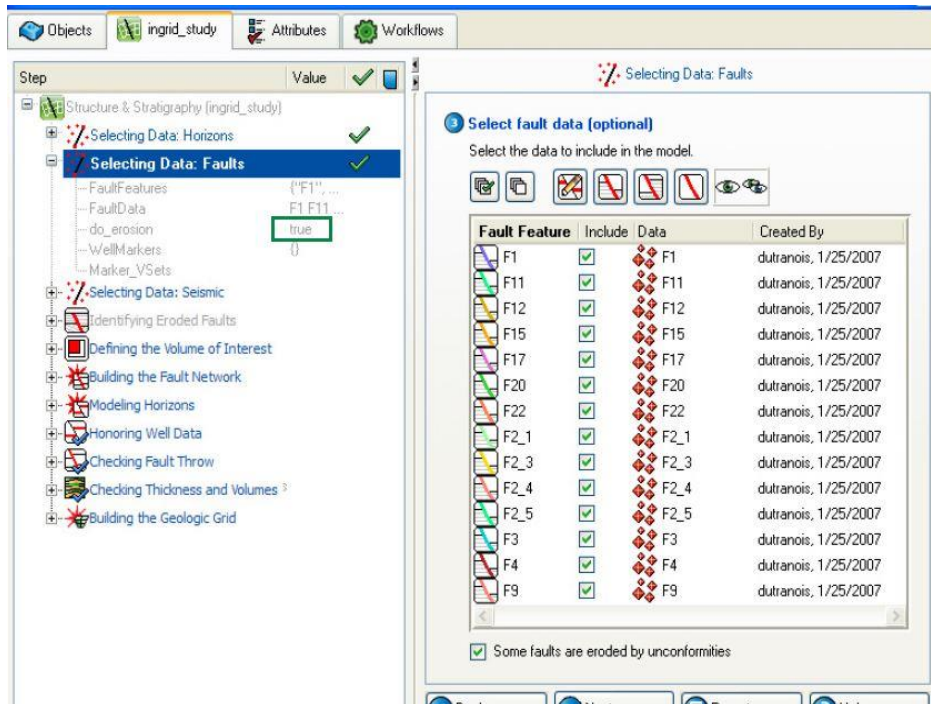 Objects ingrid_study Attributes Workflows
Step Value
Structure & Stratigraphy (ingrid_study)
Selecting Data: Horizons
Selecting Data: Faults
FaultFeatures {"F1", ...
FaultData F1 F11 ...
do_erosion true
WellMarkers {}
Marker_VSets
Selecting Data: Seismic
Identifying Eroded Faults
Defining the Volume of Interest
Building the Fault Network
Modeling Horizons
Honoring Well Data
Checking Fault Throw
Checking Thickness and Volumes
Building the Geologic Grid
Selecting Data: Faults
3 Select fault data (optional)
Select the data to include in the model.
Fault Feature Include Data Created By
F1 F1 dutranois, 1/25/2007
F11 F11 dutranois, 1/25/2007
F12 F12 dutranois, 1/25/2007
F15 F15 dutranois, 1/25/2007
F17 F17 dutranois, 1/25/2007
F20 F20 dutranois, 1/25/2007
F22 F22 dutranois, 1/25/2007
F2_1 F2_1 dutranois, 1/25/2007
F2_3 F2_3 dutranois, 1/25/2007
F2_4 F2_4 dutranois, 1/25/2007
F2_5 F2_5 dutranois, 1/25/2007
F3 F3 dutranois, 1/25/2007
F4 F4 dutranois, 1/25/2007
F9 F9 dutranois, 1/25/2007
Some faults are eroded by unconformities